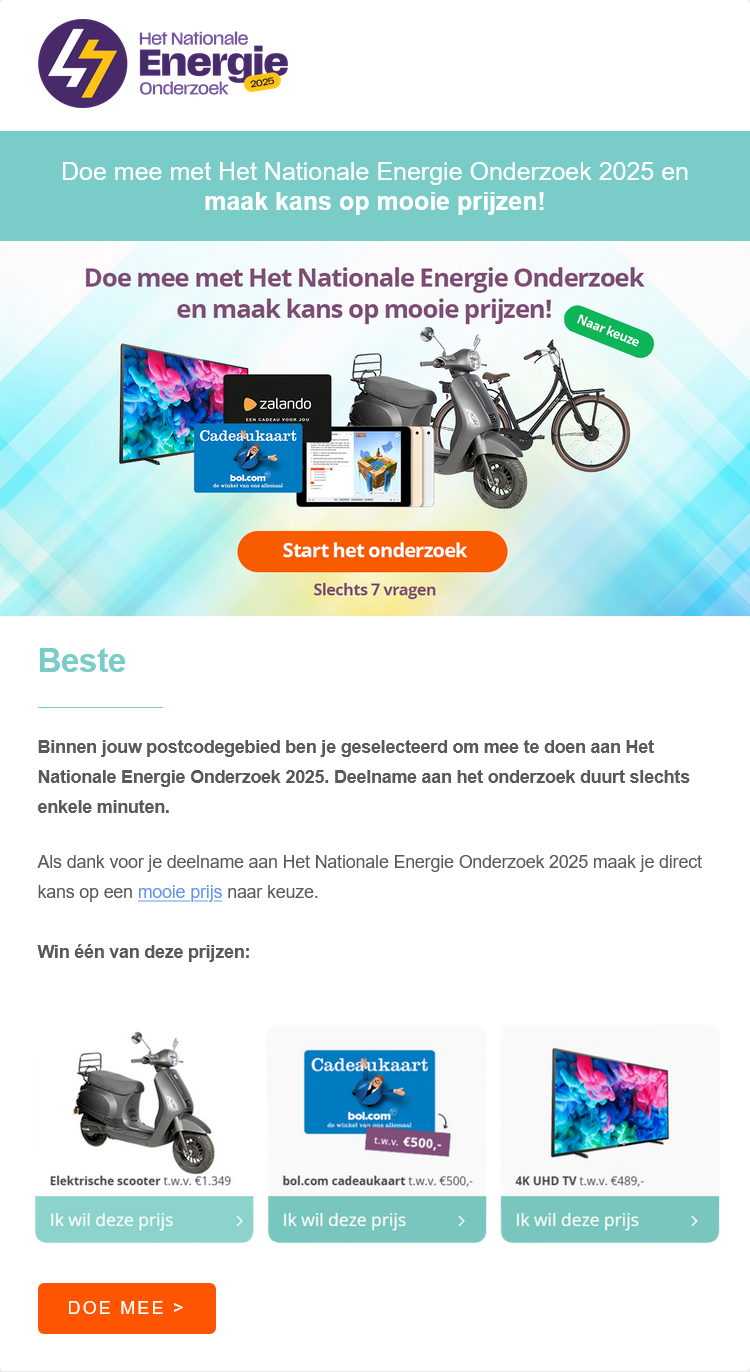 Het Nationale
Energie
Onderzoek
2025
Doe mee met Het Nationale Energie Onderzoek 2025 en
maak kans op mooie prijzen!
Doe mee met Het Nationale Energie Onderzoek
en maak kans op mooie prijzen!
Naar keuze
zalando
EEN CADEAU VOOR JOU
Cadeaukaart
bol.com
de winkel van ons allemaal
Start het onderzoek
Slechts 7 vragen
Beste
Binnen jouw postcodegebied ben je geselecteerd om mee te doen aan Het
Nationale Energie Onderzoek 2025. Deelname aan het onderzoek duurt slechts
enkele minuten.
Als dank voor je deelname aan Het Nationale Energie Onderzoek 2025 maak je direct
kans op een mooie prijs naar keuze.
Win één van deze prijzen:
Cadeaukaart
bol.com
de winkel van ons allemaal
t.w.v. €500,-
Elektrische scooter t.w.v. €1.349
bol.com cadeaukaart t.w.v. €500,-
4K UHD TV t.w.v. €489,-
Ik wil deze prijs >
Ik wil deze prijs >
Ik wil deze prijs >
DOE MEE >